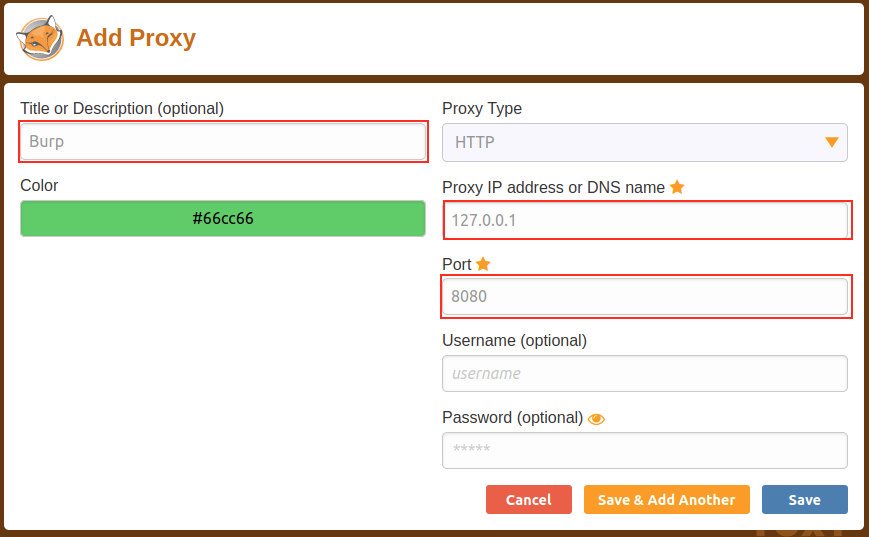 Add Proxy
Title or Description (optional)
Burp
Color
#66cc66
Proxy Type
HTTP
Proxy IP address or DNS name
127.0.0.1
Port
8080
Username (optional)
username
Password (optional)
*****
Cancel
Save & Add Another
Save